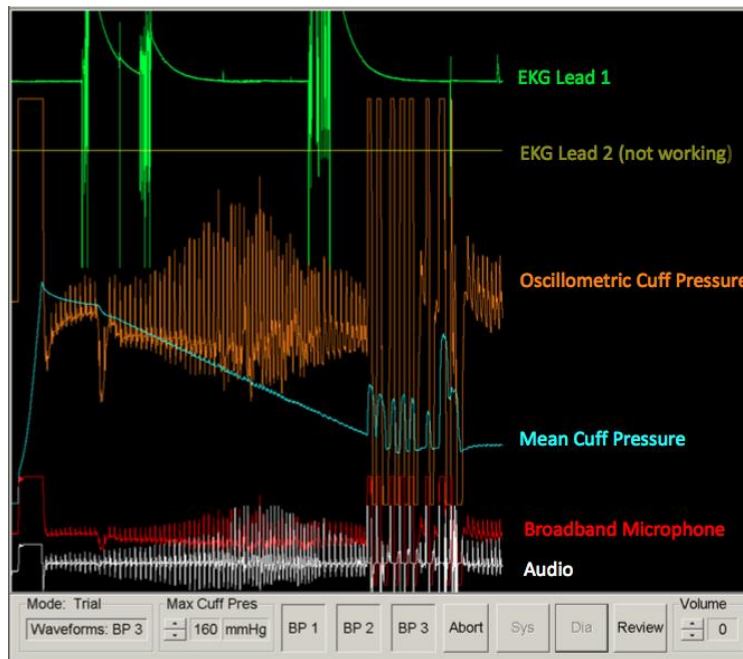 EKG Lead 1
EKG Lead 2 (not working)
Oscillometric Cuff Pressure
Mean Cuff Pressure
Broadband Microphone
Audio
Mode: Trial
Waveforms: BP 3
Max Cuff Pres
160 mmHg
BP 1
BP 2
BP 3
Abort
Sys
Dia
Review
Volume
0